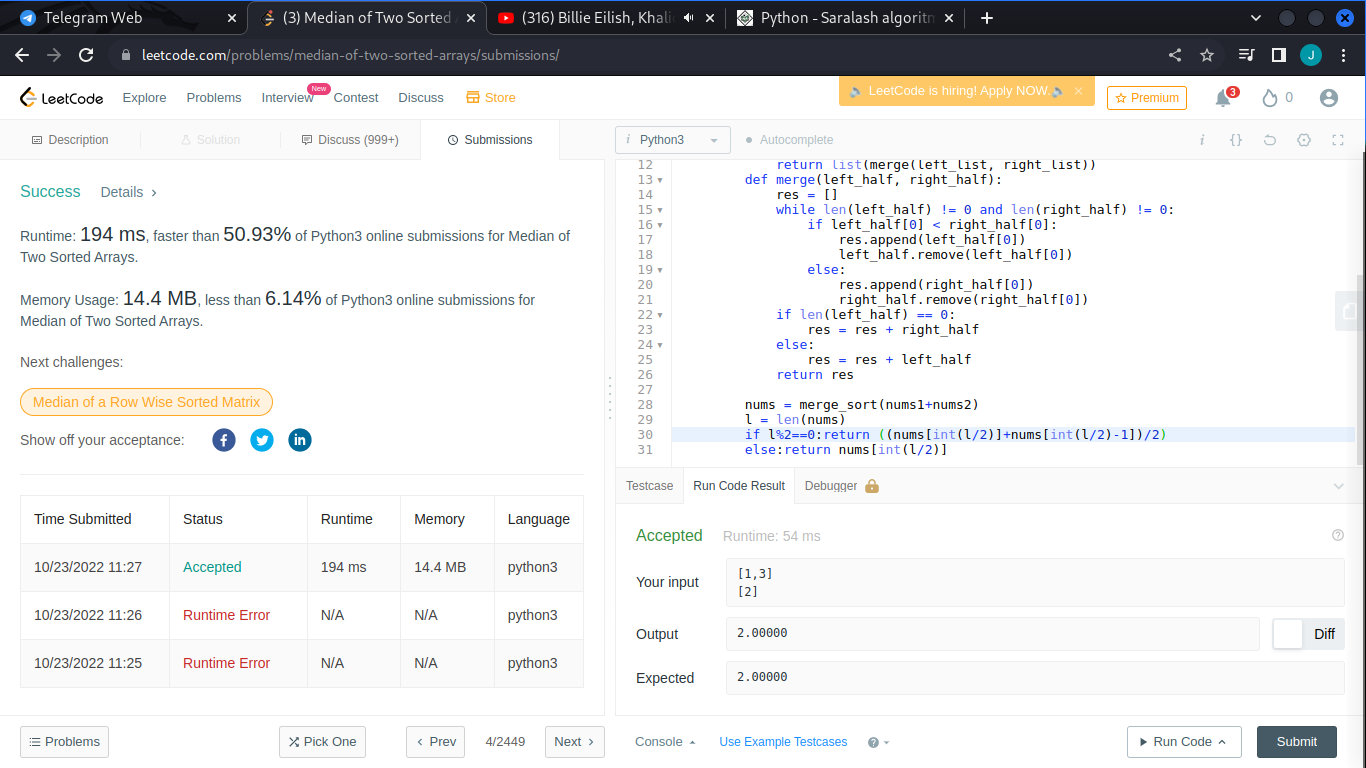 Telegram Web
(3) Median of Two Sorted
(316) Billie Eilish, Khali
Python - Saralash algoritm
leetcode.com/problems/median-of-two-sorted-arrays/submissions/
J
LeetCode
Explore
Problems
Interview
New
Contest
Discuss
Store
LeetCode is hiring! Apply NOW.
Premium
3
0
Description
Solution
Discuss (999+)
Submissions
i Python3
Autocomplete
i
{}
Success Details
Runtime: 194 ms, faster than 50.93% of Python3 online submissions for Median of
Two Sorted Arrays.
Memory Usage: 14.4 MB, less than 6.14% of Python3 online submissions for
Median of Two Sorted Arrays.
Next challenges:
Median of a Row Wise Sorted Matrix
Show off your acceptance:
Time Submitted Status Runtime Memory Language
10/23/2022 11:27 Accepted 194 ms 14.4 MB python3
10/23/2022 11:26 Runtime Error N/A N/A python3
10/23/2022 11:25 Runtime Error N/A N/A python3
12 return list(merge(left_list, right_list))
13 def merge(left_half, right_half):
14 res = []
15 while len(left_half) != 0 and len(right_half) != 0:
16 if left_half[0] < right_half[0]:
17 res.append(left_half[0])
18 left_half.remove(left_half[0])
19 else:
20 res.append(right_half[0])
21 right_half.remove(right_half[0])
22 if len(left_half) == 0:
23 res = res + right_half
24 else:
25 res = res + left_half
26 return res
27
28 nums = merge_sort(nums1+nums2)
29 l = len(nums)
30 if l%2==0:return ((nums[int(l/2)]+nums[int(l/2)-1])/2)
31 else:return nums[int(l/2)]
Testcase
Run Code Result
Debugger
Accepted Runtime: 54 ms
Your input
[1,3]
[2]
Output
2.00000
Diff
Expected
2.00000
Problems
Pick One
Prev
4/2449
Next
Console
Use Example Testcases
Run Code
Submit